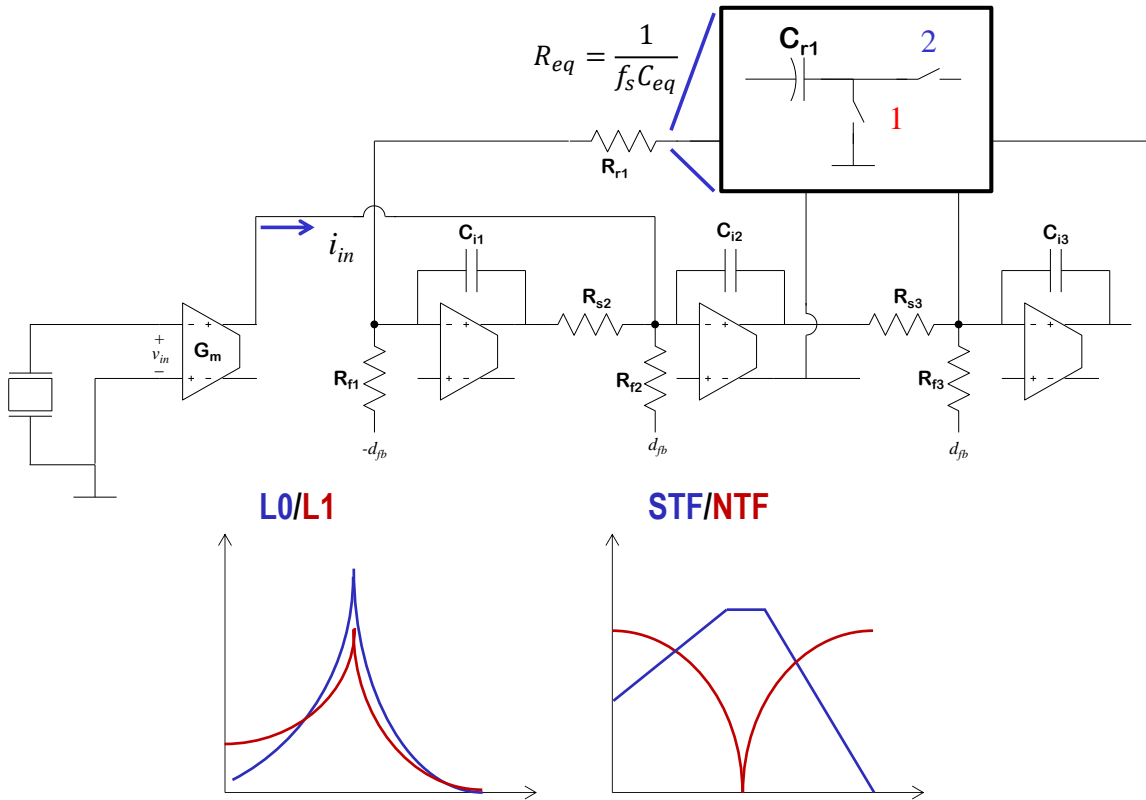 R_eq = 1 / (f_s C_eq)
C_r1
2
1
R_r1
i_in
C_i1
C_i2
C_i3
R_s2
R_s3
- +
- +
- +
- +
+
v_in
−
G_m
+ -
+ -
+ -
+ -
R_f1
R_f2
R_f3
-d_fb
d_fb
d_fb
L0/L1
STF/NTF